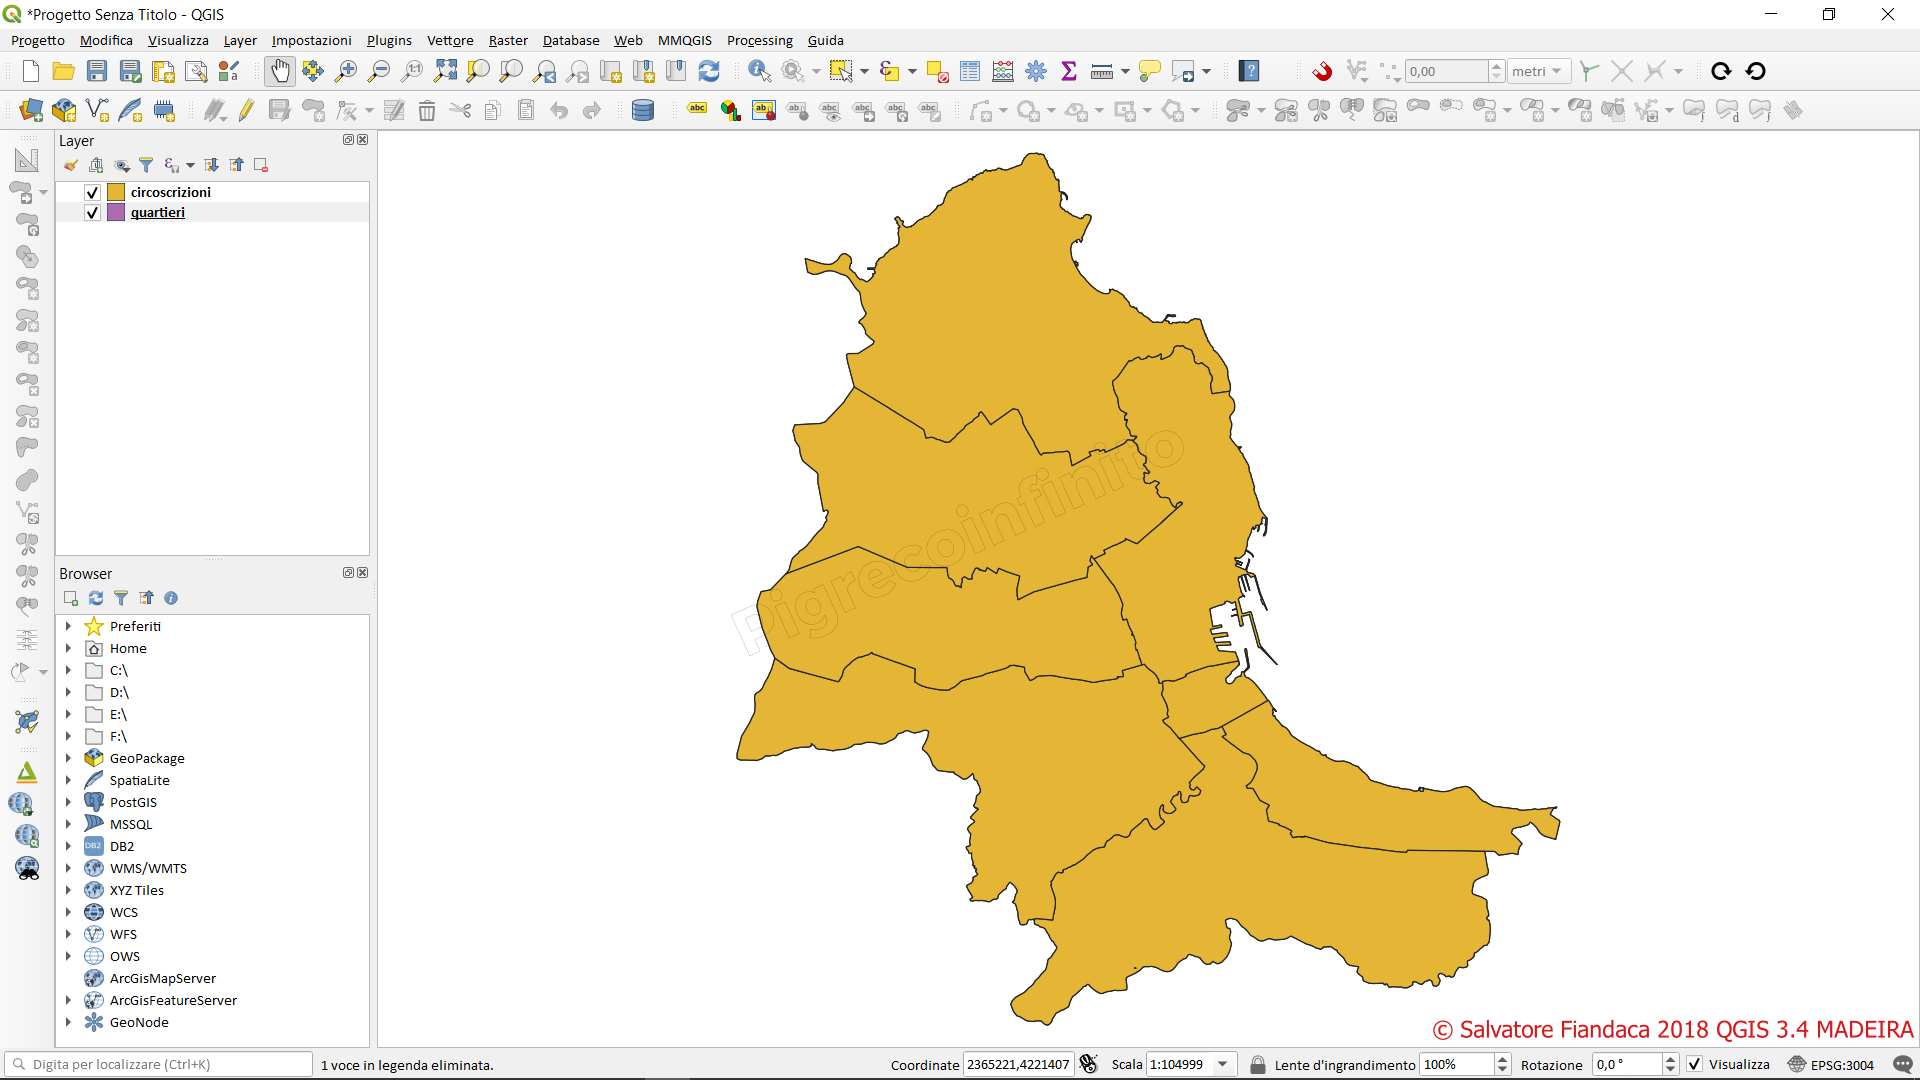 *Progetto Senza Titolo - QGIS
Progetto Modifica Visualizza Layer Impostazioni Plugins Vettore Raster Database Web MMQGIS Processing Guida
1:1
0,00
metri
abc
Layer
circoscrizioni
quartieri
Browser
Preferiti
Home
C:\
D:\
E:\
F:\
GeoPackage
SpatiaLite
PostGIS
MSSQL
DB2
WMS/WMTS
XYZ Tiles
WCS
WFS
OWS
ArcGisMapServer
ArcGisFeatureServer
GeoNode
Pigrecoinfinito
© Salvatore Fiandaca 2018 QGIS 3.4 MADEIRA
Digita per localizzare (Ctrl+K) 1 voce in legenda eliminata. Coordinate 2365221,4221407 Scala 1:104999 Lente d'ingrandimento 100% Rotazione 0,0 ° Visualizza EPSG:3004